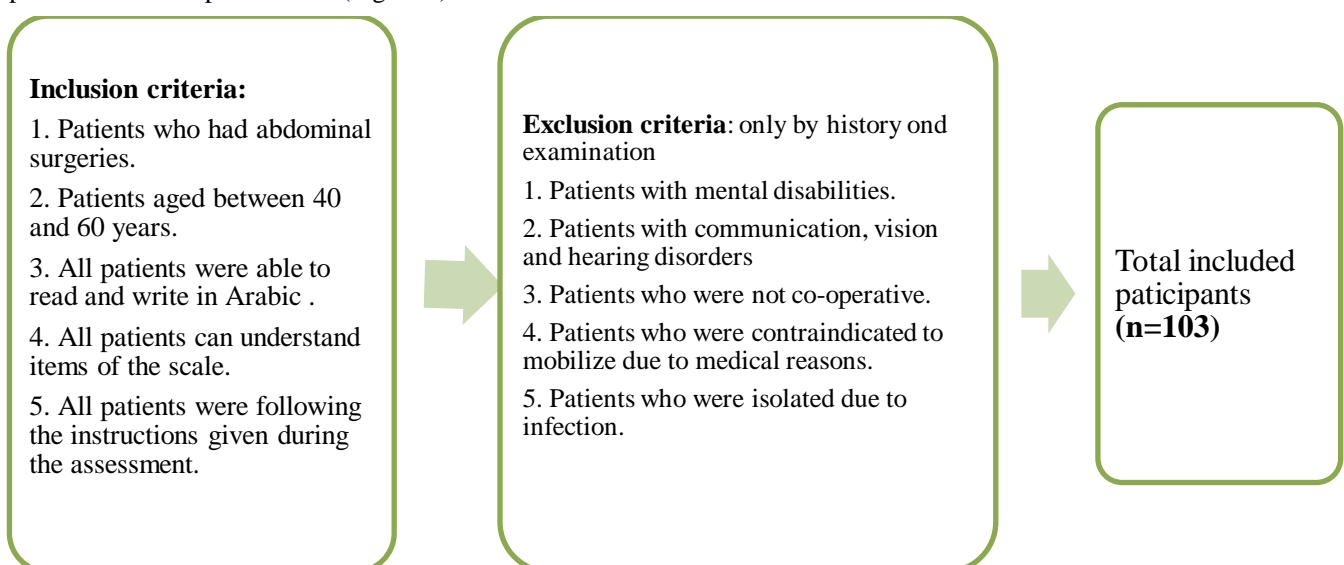 Inclusion criteria:
1. Patients who had abdominal
surgeries.
2. Patients aged between 40
and 60 years.
3. All patients were able to
read and write in Arabic .
4. All patients can understand
items of the scale.
5. All patients were following
the instructions given during
the assessment.
Exclusion criteria: only by history ond
examination
1. Patients with mental disabilities.
2. Patients with communication, vision
and hearing disorders
3. Patients who were not co-operative.
4. Patients who were contraindicated to
mobilize due to medical reasons.
5. Patients who were isolated due to
infection.
Total included
paticipants
(n=103)